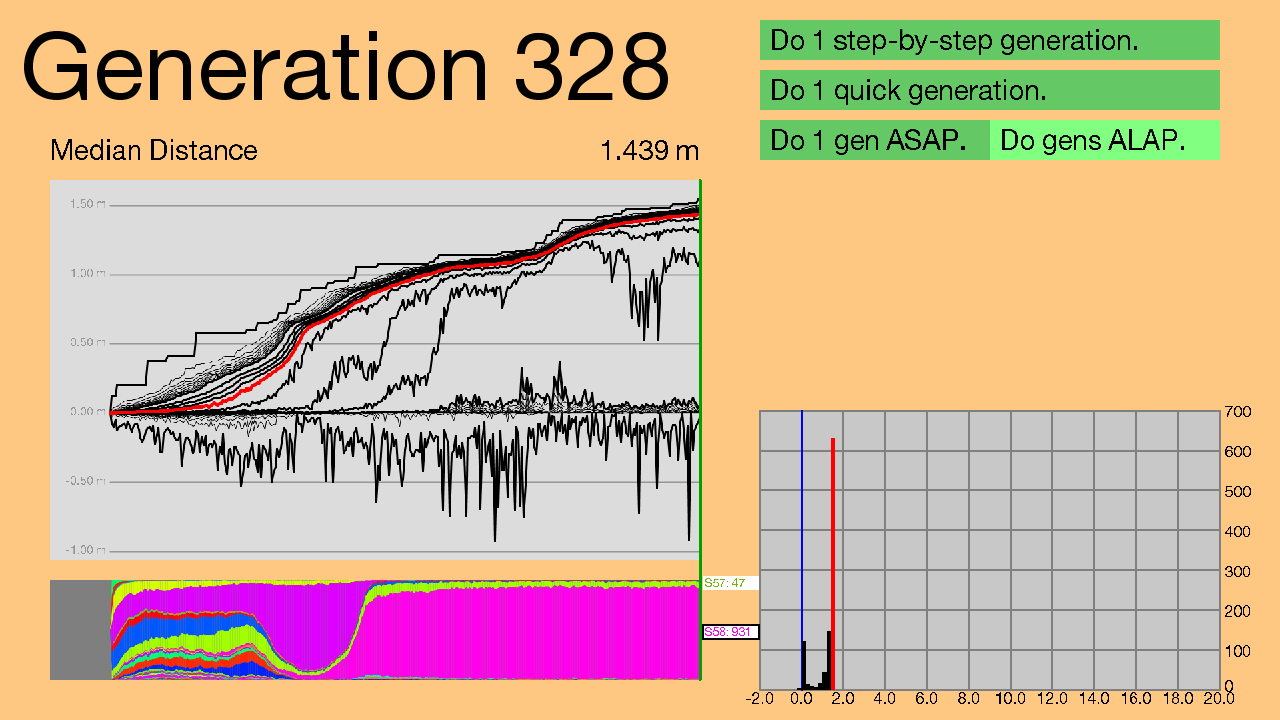 Generation 328
Do 1 step-by-step generation.
Do 1 quick generation.
Do 1 gen ASAP.
Do gens ALAP.
Median Distance
1.439 m
1.50 m
1.00 m
0.50 m
0.00 m
-0.50 m
-1.00 m
S57: 47
S58: 931
700
600
500
400
300
200
100
0
-2.0 0.0 2.0 4.0 6.0 8.0 10.0 12.0 14.0 16.0 18.0 20.0